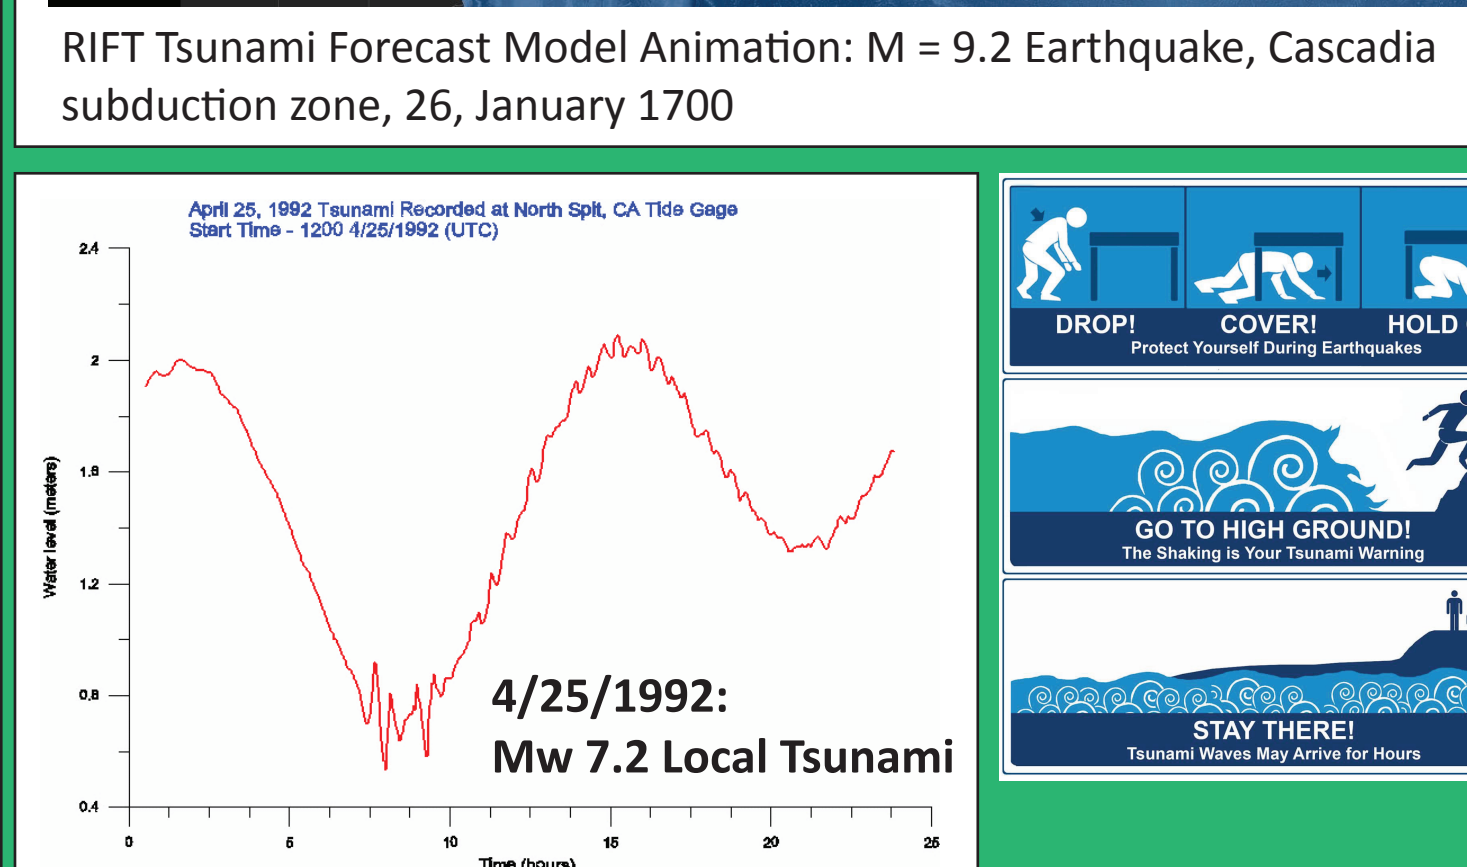 RIFT Tsunami Forecast Model Animation: M = 9.2 Earthquake, Cascadia
subduction zone, 26, January 1700
April 25, 1992 Tsunami Recorded at North Spit, CA Tide Gage
Start Time - 1200 4/25/1992 (UTC)
2.4
2
1.6
1.2
0.8
0.4
Water level (meters)
0
5
10
15
20
25
Time (hours)
4/25/1992:
Mw 7.2 Local Tsunami
DROP!
COVER!
HOLD
Protect Yourself During Earthquakes
GO TO HIGH GROUND!
The Shaking is Your Tsunami Warning
STAY THERE!
Tsunami Waves May Arrive for Hours